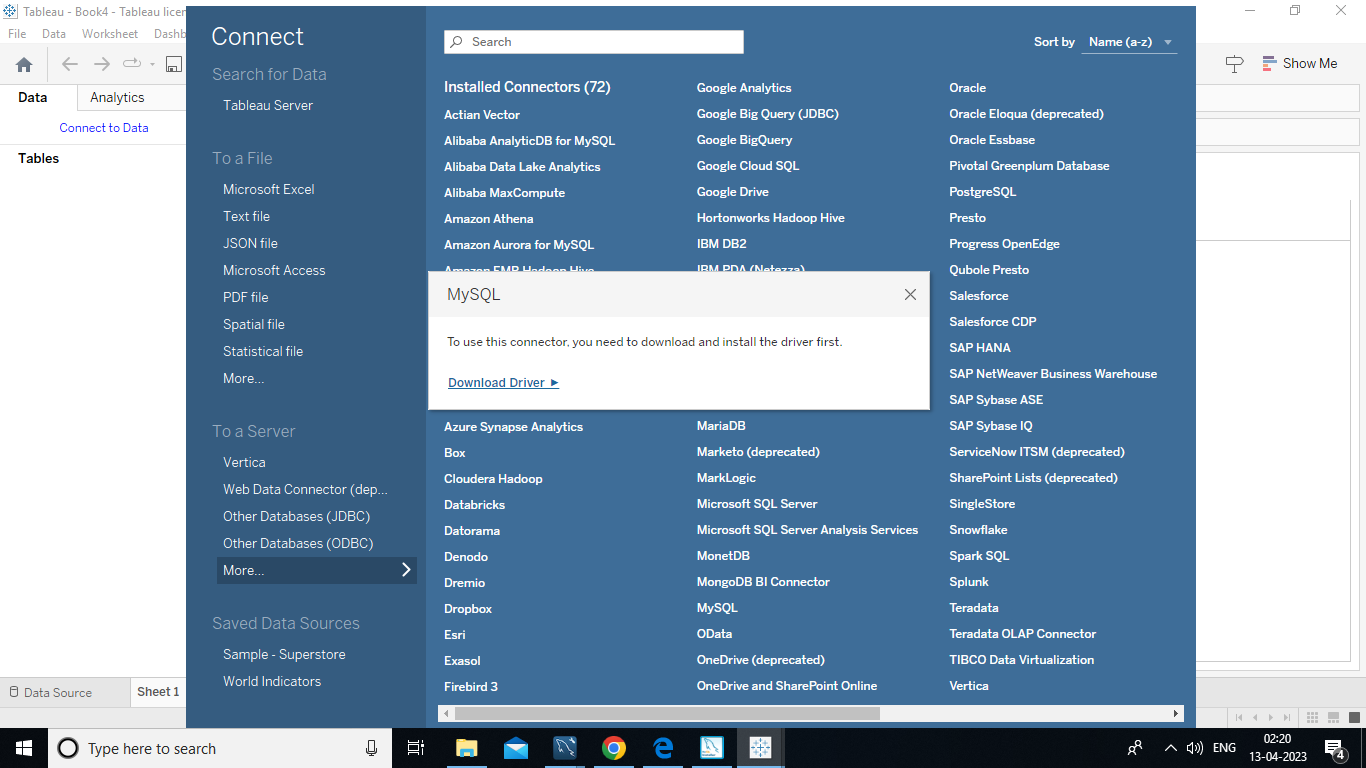 Tableau - Book4 - Tableau licen
File Data Worksheet Dashb
Show Me
Data Analytics
Connect to Data
Tables
Connect
Search for Data
Tableau Server
To a File
Microsoft Excel
Text file
JSON file
Microsoft Access
PDF file
Spatial file
Statistical file
More...
To a Server
Vertica
Web Data Connector (dep...
Other Databases (JDBC)
Other Databases (ODBC)
More...
Saved Data Sources
Sample - Superstore
World Indicators
Search
Sort by Name (a-z)
Installed Connectors (72)
Actian Vector
Alibaba AnalyticDB for MySQL
Alibaba Data Lake Analytics
Alibaba MaxCompute
Amazon Athena
Amazon Aurora for MySQL
Amazon EMR Hadoop Hive
Azure Synapse Analytics
Box
Cloudera Hadoop
Databricks
Datorama
Denodo
Dremio
Dropbox
Esri
Exasol
Firebird 3
Google Analytics
Google Big Query (JDBC)
Google BigQuery
Google Cloud SQL
Google Drive
Hortonworks Hadoop Hive
IBM DB2
IBM PDA (Netezza)
MariaDB
Marketo (deprecated)
MarkLogic
Microsoft SQL Server
Microsoft SQL Server Analysis Services
MonetDB
MongoDB BI Connector
MySQL
OData
OneDrive (deprecated)
OneDrive and SharePoint Online
Oracle
Oracle Eloqua (deprecated)
Oracle Essbase
Pivotal Greenplum Database
PostgreSQL
Presto
Progress OpenEdge
Qubole Presto
Salesforce
Salesforce CDP
SAP HANA
SAP NetWeaver Business Warehouse
SAP Sybase ASE
SAP Sybase IQ
ServiceNow ITSM (deprecated)
SharePoint Lists (deprecated)
SingleStore
Snowflake
Spark SQL
Splunk
Teradata
Teradata OLAP Connector
TIBCO Data Virtualization
Vertica
MySQL
To use this connector, you need to download and install the driver first.
Download Driver
Data Source Sheet 1
Type here to search
ENG
02:20
13-04-2023
4